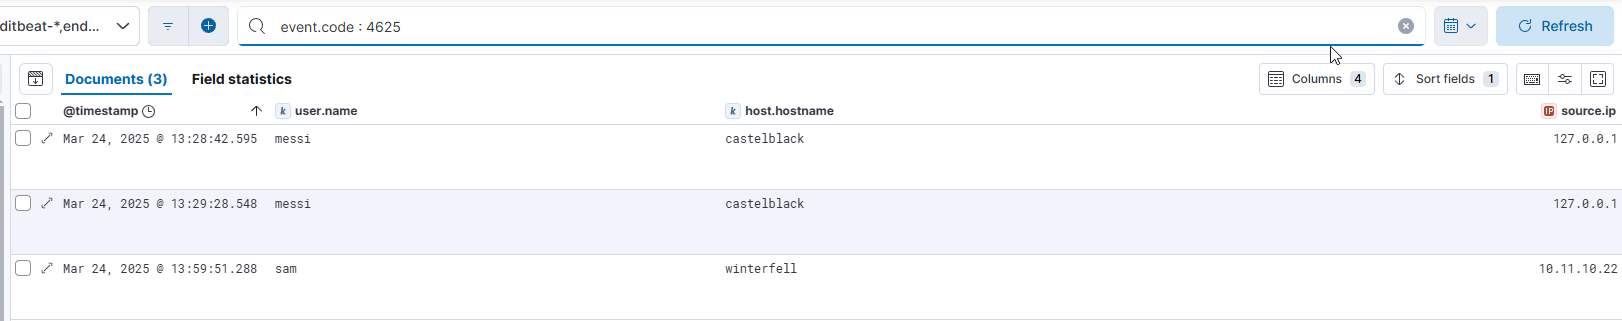 ditbeat-*,end...
event.code : 4625
Refresh
Documents (3)
Field statistics
Columns 4
Sort fields 1
@timestamp k user.name k host.hostname IP source.ip
Mar 24, 2025 @ 13:28:42.595 messi castelblack 127.0.0.1
Mar 24, 2025 @ 13:29:28.548 messi castelblack 127.0.0.1
Mar 24, 2025 @ 13:59:51.288 sam winterfell 10.11.10.22